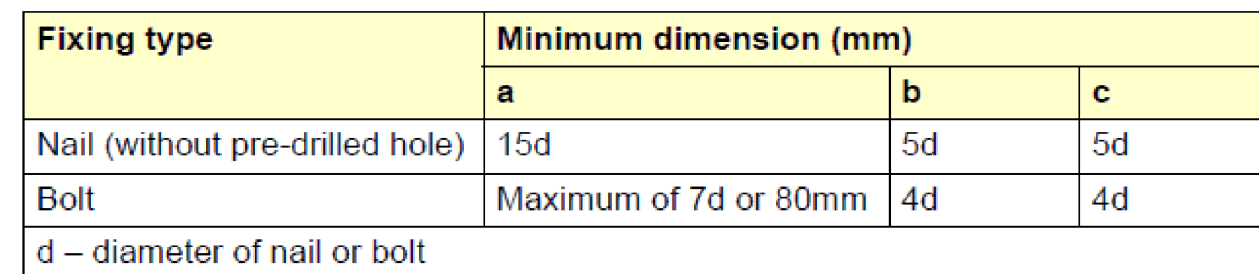 Fixing type Minimum dimension (mm)
a b c
Nail (without pre-drilled hole) 15d 5d 5d
Bolt Maximum of 7d or 80mm 4d 4d
d – diameter of nail or bolt